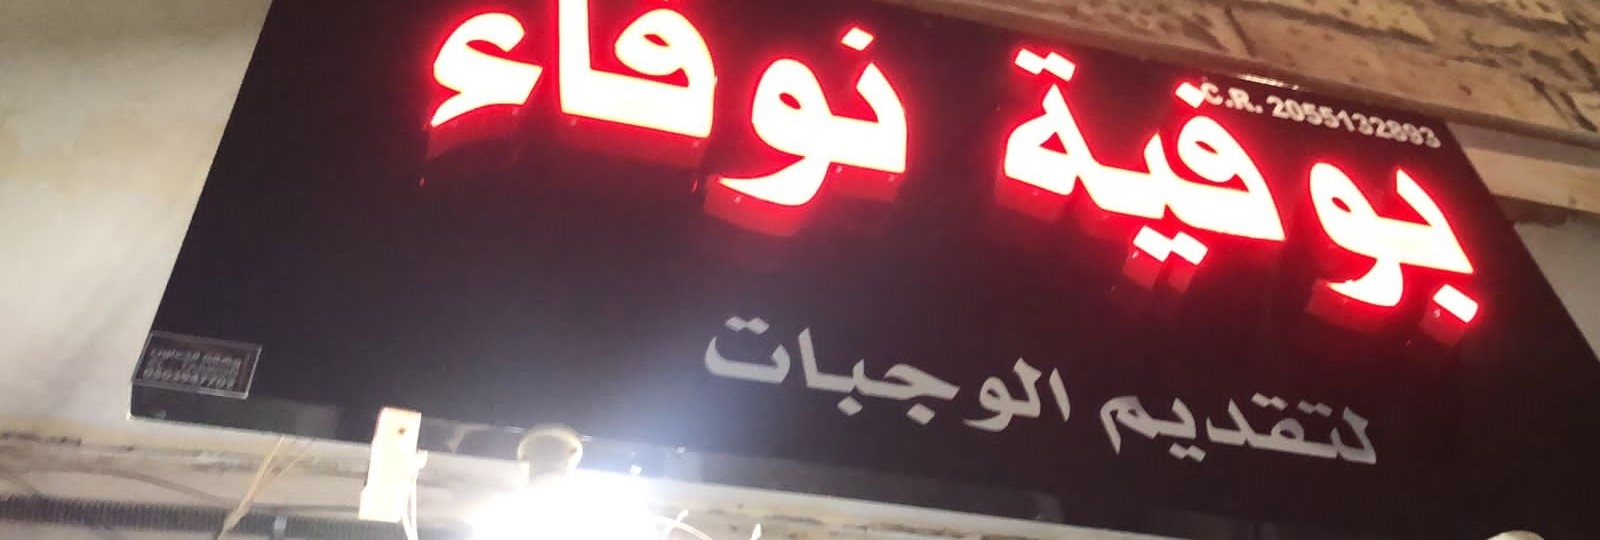 C.R. 2055132893
بوفية نوفاء
لتقديم الوجبات